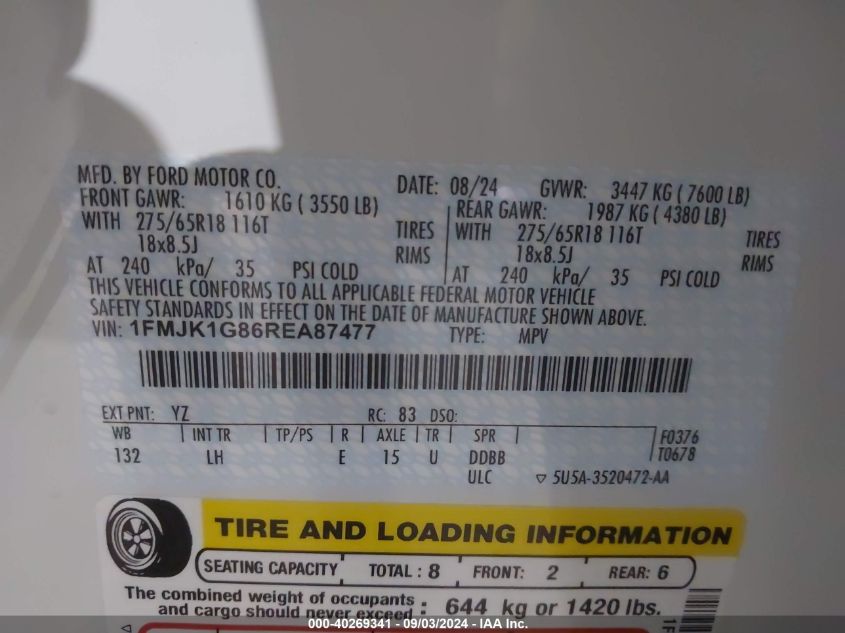 MFD. BY FORD MOTOR CO. DATE: 08/24 GVWR: 3447 KG ( 7600 LB)
FRONT GAWR: 1610 KG ( 3550 LB) REAR GAWR: 1987 KG ( 4380 LB)
WITH 275/65R18 116T TIRES WITH 275/65R18 116T TIRES
18x8.5J RIMS 18x8.5J RIMS
AT 240 kPa/ 35 PSI COLD AT 240 kPa/ 35 PSI COLD
THIS VEHICLE CONFORMS TO ALL APPLICABLE FEDERAL MOTOR VEHICLE
SAFETY STANDARDS IN EFFECT ON THE DATE OF MANUFACTURE SHOWN ABOVE.
VIN: 1FMJK1G86REA87477 TYPE: MPV
EXT PNT: YZ RC: 83 DSO:
WB INT TR TP/PS R AXLE TR SPR F0376
132 LH E 15 U DDBB T0678
ULC ▽ 5U5A-3520472-AA
TIRE AND LOADING INFORMATION
SEATING CAPACITY TOTAL : 8 FRONT: 2 REAR: 6
The combined weight of occupants
and cargo should never exceed : 644 kg or 1420 lbs.
000-40269341 - 09/03/2024 - IAA Inc.